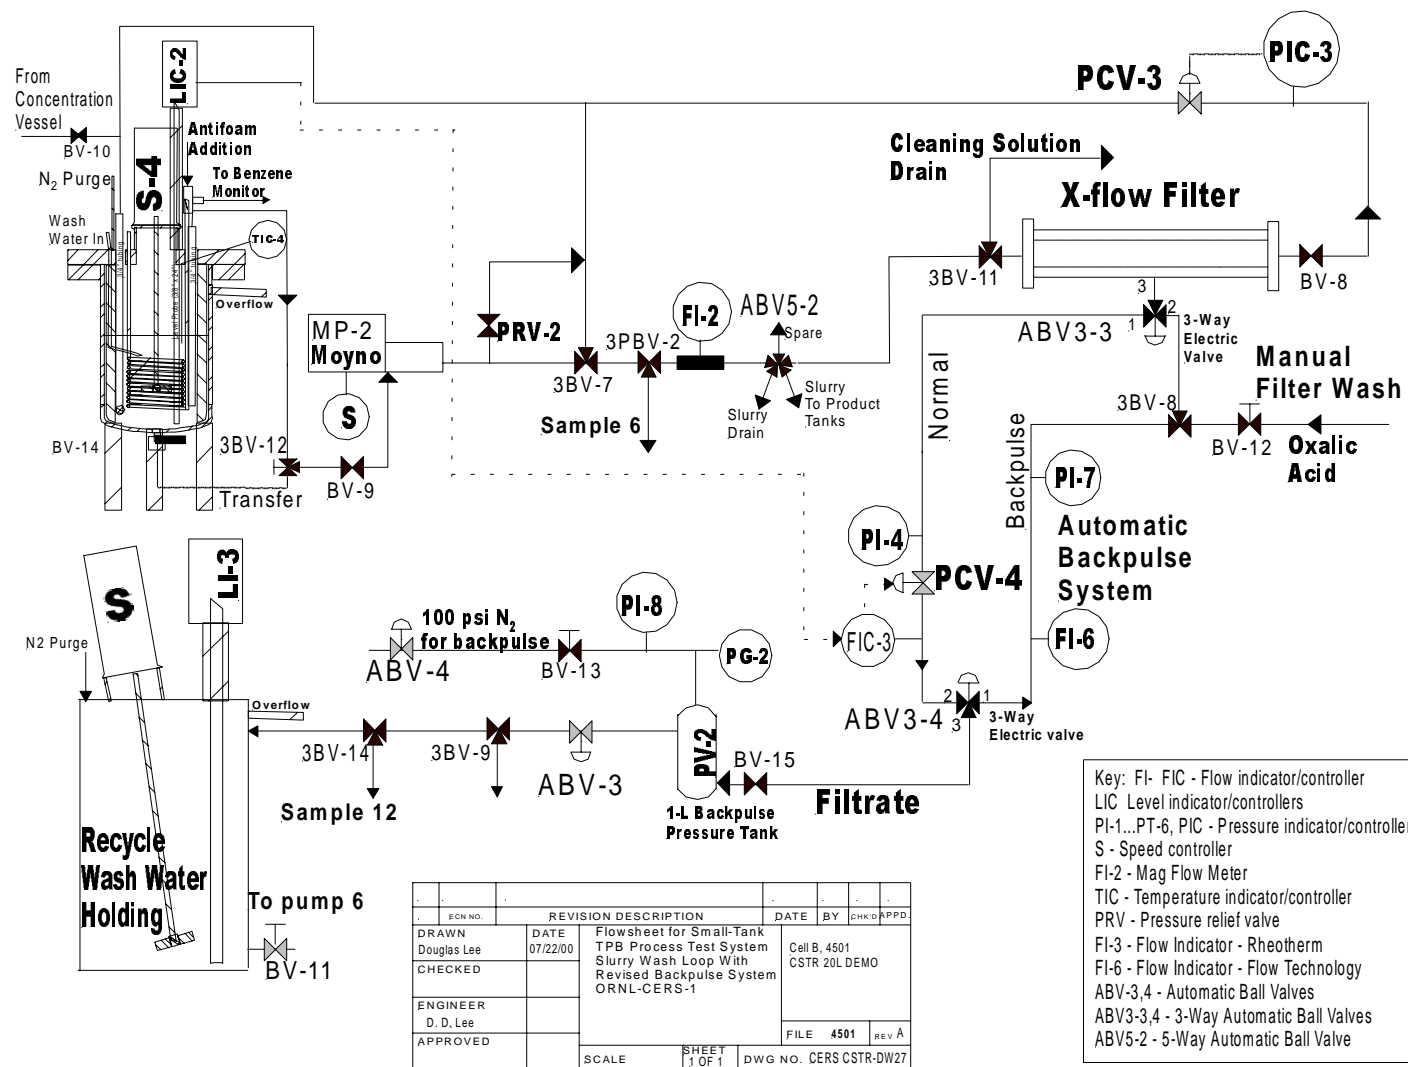 LIC-2
PIC-3
PCV-3
From
Concentration
Vessel
BV-10
S-4
Antifoam
Addition
To Benzene
Monitor
N2 Purge
Wash
Water In
TIC-4
3/4" tubing
Level Probe (3/8" x 24"
3/4" tubing
Overflow
Cleaning Solution
Drain
X-flow Filter
3BV-11
BV-8
3
2
1
ABV3-3
3-Way
Electric
Valve
MP-2
Moyno
S
PRV-2
3BV-7
3PBV-2
FI-2
ABV5-2
Spare
Slurry
Drain
Slurry
To Product
Tanks
Sample 6
Normal
Backpulse
Manual
Filter Wash
3BV-8
BV-12
Oxalic
Acid
BV-14
3BV-12
BV-9
Transfer
PI-4
PI-7
PCV-4
Automatic
Backpulse
System
FIC-3
FI-6
S
LI-3
N2 Purge
100 psi N2
for backpulse
ABV-4
BV-13
PI-8
PG-2
2
1
3
ABV3-4
3-Way
Electric valve
Overflow
3BV-14
3BV-9
ABV-3
PV-2
BV-15
Sample 12
1-L Backpulse
Pressure Tank
Filtrate
Recycle
Wash Water
Holding
To pump 6
BV-11
Key: FI- FIC - Flow indicator/controller
LIC Level indicator/controllers
PI-1...PT-6, PIC - Pressure indicator/controller
S - Speed controller
FI-2 - Mag Flow Meter
TIC - Temperature indicator/controller
PRV - Pressure relief valve
FI-3 - Flow Indicator - Rheotherm
FI-6 - Flow Indicator - Flow Technology
ABV-3,4 - Automatic Ball Valves
ABV3-3,4 - 3-Way Automatic Ball Valves
ABV5-2 - 5-Way Automatic Ball Valve
ECN NO. REVISION DESCRIPTION DATE BY CHK'D APPD.
DRAWN
Douglas Lee
DATE
07/22/00
Flowsheet for Small-Tank
TPB Process Test System
Slurry Wash Loop With
Revised Backpulse System
ORNL-CERS-1
Cell B, 4501
CSTR 20L DEMO
CHECKED
ENGINEER
D. D, Lee
APPROVED
FILE 4501 REV A
SCALE
SHEET
1 OF 1
DWG NO. CERS CSTR-DW27